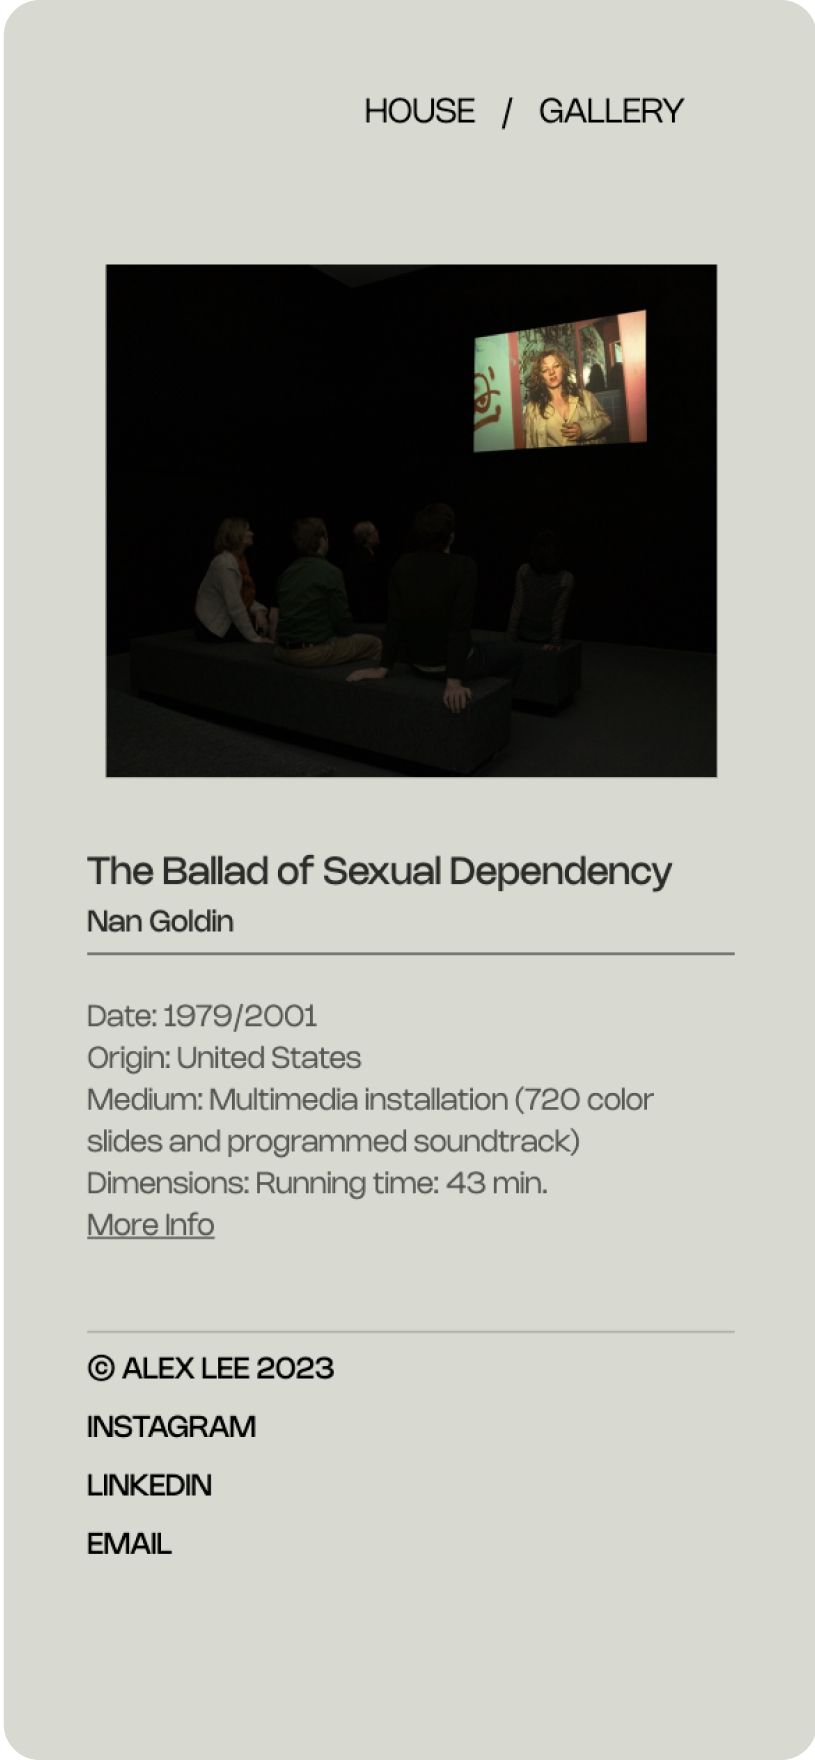 HOUSE / GALLERY
The Ballad of Sexual Dependency
Nan Goldin
Date: 1979/2001
Origin: United States
Medium: Multimedia installation (720 color
slides and programmed soundtrack)
Dimensions: Running time: 43 min.
More Info
© ALEX LEE 2023
INSTAGRAM
LINKEDIN
EMAIL